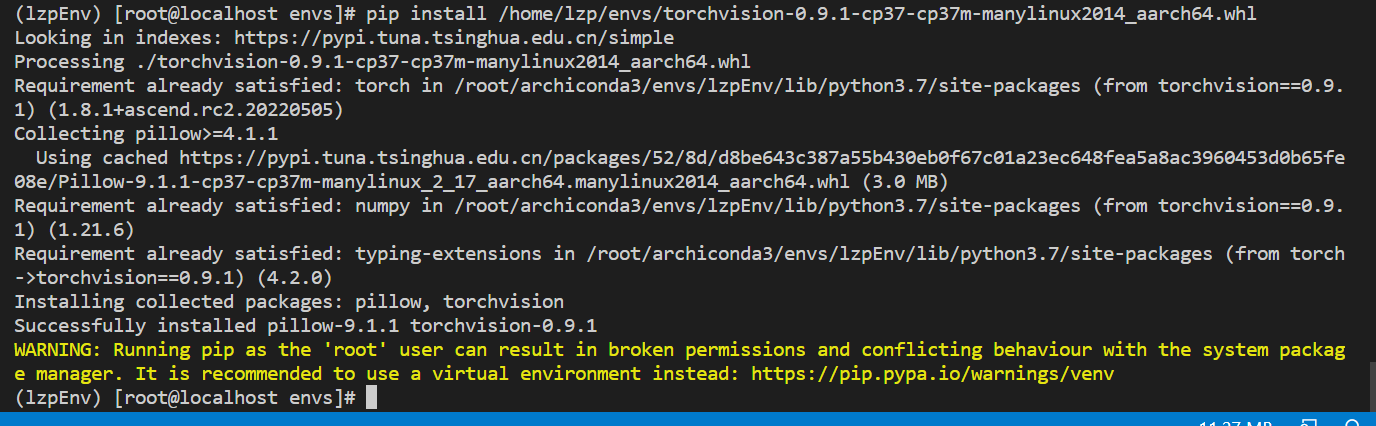 (lzpEnv) [root@localhost envs]# pip install /home/lzp/envs/torchvision-0.9.1-cp37-cp37m-manylinux2014_aarch64.whl
Looking in indexes: https://pypi.tuna.tsinghua.edu.cn/simple
Processing ./torchvision-0.9.1-cp37-cp37m-manylinux2014_aarch64.whl
Requirement already satisfied: torch in /root/archiconda3/envs/lzpEnv/lib/python3.7/site-packages (from torchvision==0.9.
1) (1.8.1+ascend.rc2.20220505)
Collecting pillow>=4.1.1
  Using cached https://pypi.tuna.tsinghua.edu.cn/packages/52/8d/d8be643c387a55b430eb0f67c01a23ec648fea5a8ac3960453d0b65fe
08e/Pillow-9.1.1-cp37-cp37m-manylinux_2_17_aarch64.manylinux2014_aarch64.whl (3.0 MB)
Requirement already satisfied: numpy in /root/archiconda3/envs/lzpEnv/lib/python3.7/site-packages (from torchvision==0.9.
1) (1.21.6)
Requirement already satisfied: typing-extensions in /root/archiconda3/envs/lzpEnv/lib/python3.7/site-packages (from torch
->torchvision==0.9.1) (4.2.0)
Installing collected packages: pillow, torchvision
Successfully installed pillow-9.1.1 torchvision-0.9.1
WARNING: Running pip as the 'root' user can result in broken permissions and conflicting behaviour with the system packag
e manager. It is recommended to use a virtual environment instead: https://pip.pypa.io/warnings/venv
(lzpEnv) [root@localhost envs]#